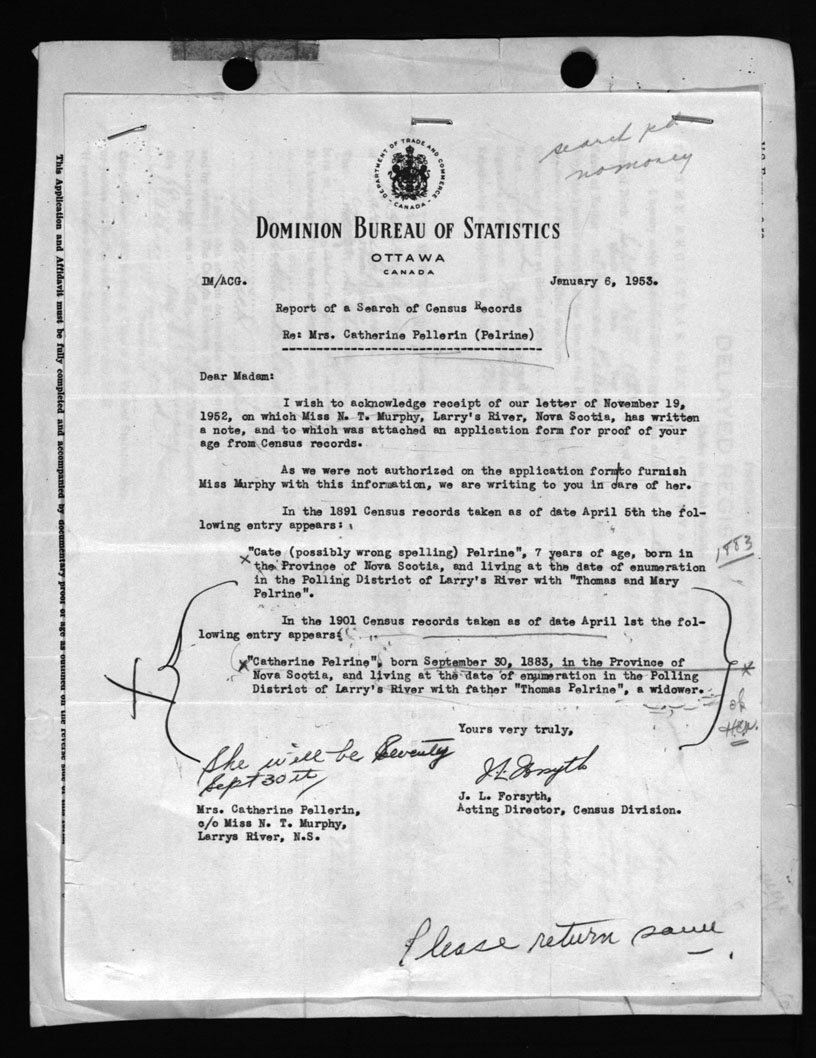 search pd
no money
DEPARTMENT OF TRADE AND COMMERCE
CANADA
DOMINION BUREAU OF STATISTICS
OTTAWA
CANADA
IM/ACG.
January 6, 1953.
Report of a Search of Census Records
Re: Mrs. Catherine Pellerin (Pelrine)
Dear Madam:
I wish to acknowledge receipt of our letter of November 19,
1952, on which Miss N. T. Murphy, Larry's River, Nova Scotia, has written
a note, and to which was attached an application form for proof of your
age from Census records.
As we were not authorized on the application form to furnish
Miss Murphy with this information, we are writing to you in care of her.
In the 1891 Census records taken as of date April 5th the fol-
lowing entry appears:
x "Cate (possibly wrong spelling) Pelrine", 7 years of age, born in
the Province of Nova Scotia, and living at the date of enumeration
in the Polling District of Larry's River with "Thomas and Mary
Pelrine".
1883
In the 1901 Census records taken as of date April 1st the fol-
lowing entry appears:
x "Catherine Pelrine", born September 30, 1883, in the Province of
Nova Scotia, and living at the date of enumeration in the Polling
District of Larry's River with father "Thomas Pelrine", a widower.
X
x
ok
Yours very truly,
She will be Seventy
Sept 30th
J L Forsyth
J. L. Forsyth,
Acting Director, Census Division.
Mrs. Catherine Pellerin,
c/o Miss N. T. Murphy,
Larrys River, N.S.
Please return same
This Application and Affidavit must be fully completed and accompanied by documentary proof of age as outlined on the reverse side of